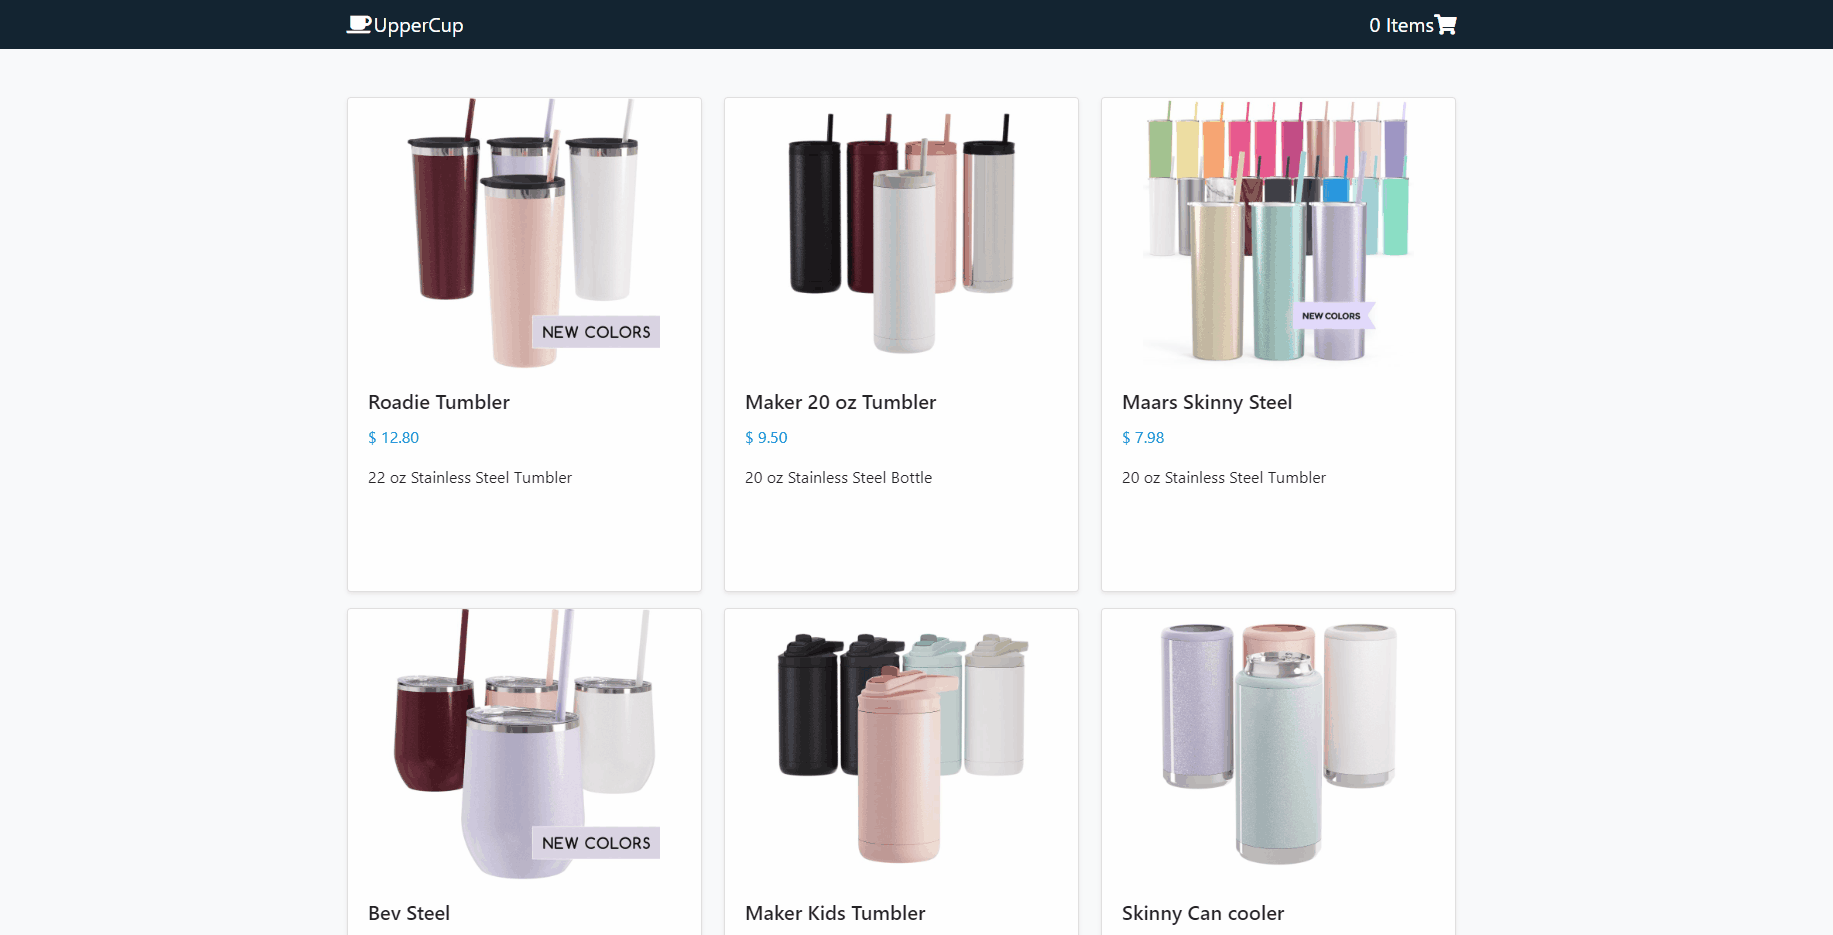 UpperCup
0 Items
NEW COLORS
NEW COLORS
Roadie Tumbler
Maker 20 oz Tumbler
Maars Skinny Steel
$ 12.80
$ 9.50
$ 7.98
22 oz Stainless Steel Tumbler
20 oz Stainless Steel Bottle
20 oz Stainless Steel Tumbler
NEW COLORS
Bev Steel
Maker Kids Tumbler
Skinny Can cooler